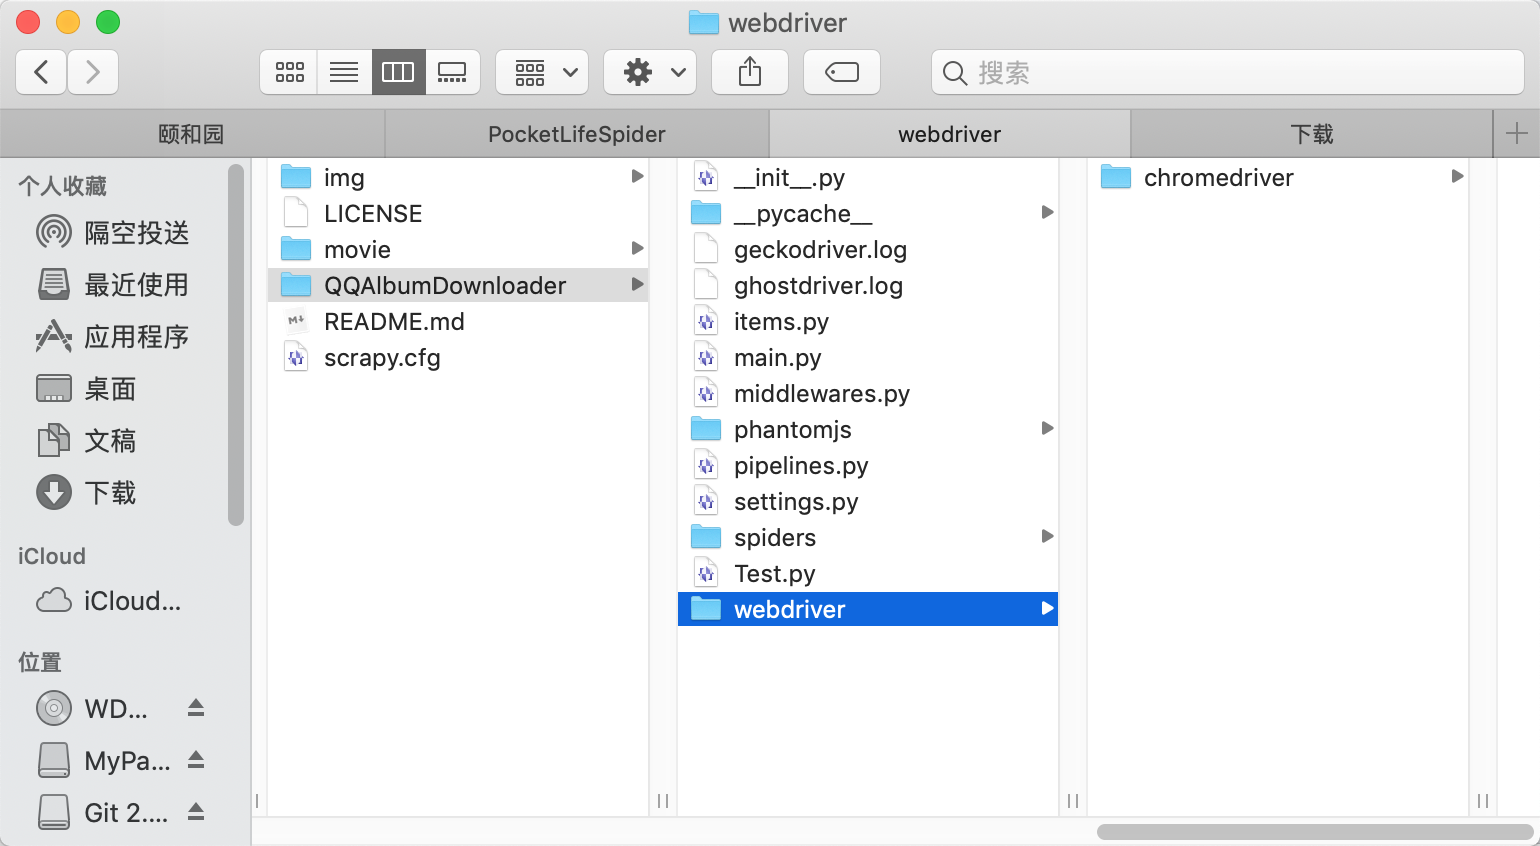 webdriver
搜索
颐和园
PocketLifeSpider
webdriver
下载
个人收藏
隔空投送
最近使用
应用程序
桌面
文稿
下载
iCloud
iCloud...
位置
WD...
MyPa...
Git 2....
img
LICENSE
movie
QQAlbumDownloader
README.md
scrapy.cfg
__init__.py
__pycache__
geckodriver.log
ghostdriver.log
items.py
main.py
middlewares.py
phantomjs
pipelines.py
settings.py
spiders
Test.py
webdriver
chromedriver